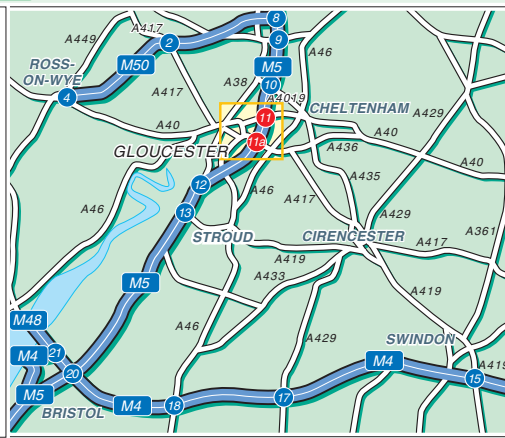 A449
A417
2
8
9
A46
ROSS-
ON-WYE
M50
M5
A38
10
A4019
4
A417
CHELTENHAM
A429
11
A40
A40
11a
GLOUCESTER
A436
A40
12
A46
A435
A417
A46
13
A429
A361
STROUD
CIRENCESTER
A417
A419
M5
A433
A419
M48
A46
A429
SWINDON
M4
21
M4
A419
20
15
M5
BRISTOL
M4
18
17